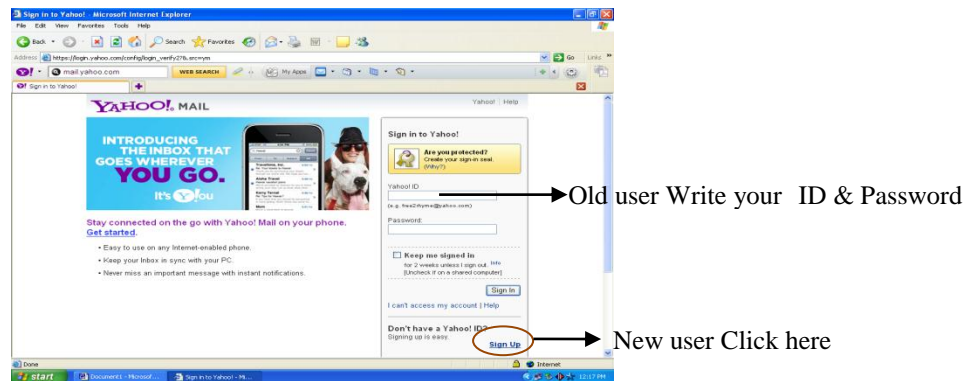 Sign in to Yahoo! - Microsoft Internet Explorer
File Edit View Favorites Tools Help
Back Search Favorites
Address https://login.yahoo.com/config/login_verify2?&.src=ym Go Links
mail.yahoo.com WEB SEARCH My Apps
Sign in to Yahoo!
YAHOO! MAIL
Yahoo! Help
INTRODUCING
THE INBOX THAT
GOES WHEREVER
YOU GO.
It's Y!ou
Stay connected on the go with Yahoo! Mail on your phone.
Get started.
• Easy to use on any Internet-enabled phone.
• Keep your Inbox in sync with your PC.
• Never miss an important message with instant notifications.
Sign in to Yahoo!
Are you protected?
Create your sign-in seal.
(Why?)
Yahoo! ID
(e.g. free2rhyme@yahoo.com)
Password:
Keep me signed in
for 2 weeks unless I sign out. Info
[Uncheck if on a shared computer]
Sign In
I can't access my account | Help
Don't have a Yahoo! ID?
Signing up is easy.
Sign Up
Old user Write your ID & Password
New user Click here
Done Internet
start Document1 - Microsof... Sign in to Yahoo! - Mi... 12:17 PM